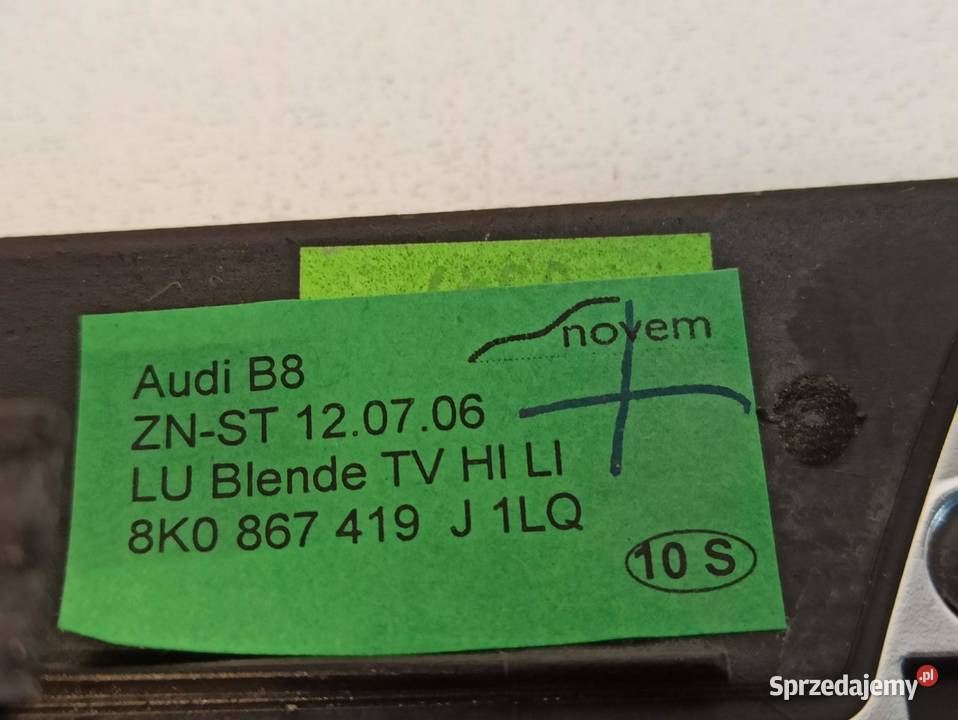 novem
Audi B8
ZN-ST 12.07.06
LU Blende TV HI LI
8K0 867 419 J 1LQ
10 S
Sprzedajemy.pl